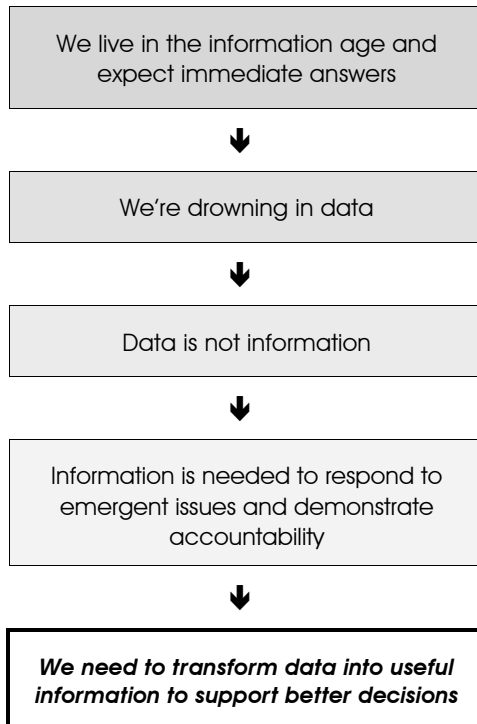 We live in the information age and
expect immediate answers
We're drowning in data
Data is not information
Information is needed to respond to
emergent issues and demonstrate
accountability
We need to transform data into useful
information to support better decisions